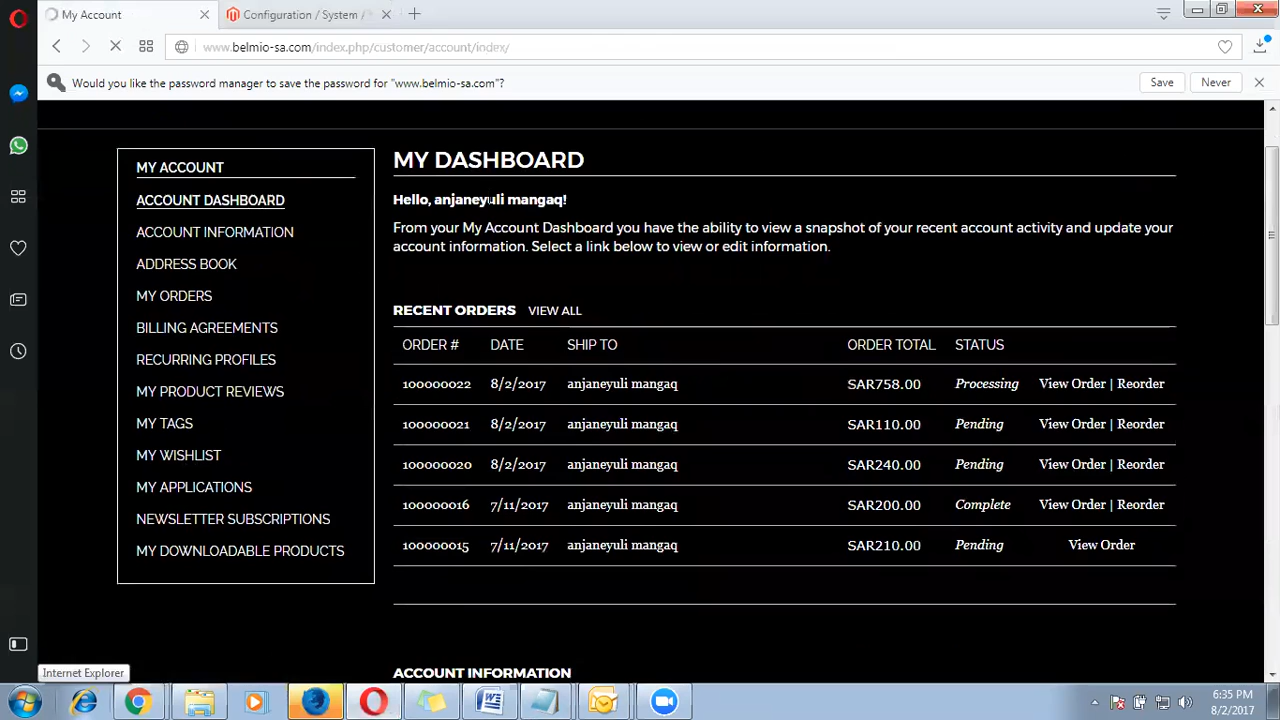 My Account
Configuration / System /
www.belmio-sa.com/index.php/customer/account/index/
Would you like the password manager to save the password for "www.belmio-sa.com"?
Save
Never
MY ACCOUNT
ACCOUNT DASHBOARD
ACCOUNT INFORMATION
ADDRESS BOOK
MY ORDERS
BILLING AGREEMENTS
RECURRING PROFILES
MY PRODUCT REVIEWS
MY TAGS
MY WISHLIST
MY APPLICATIONS
NEWSLETTER SUBSCRIPTIONS
MY DOWNLOADABLE PRODUCTS
MY DASHBOARD
Hello, anjaneyuli mangaq!
From your My Account Dashboard you have the ability to view a snapshot of your recent account activity and update your
account information. Select a link below to view or edit information.
RECENT ORDERS VIEW ALL
ORDER # DATE SHIP TO ORDER TOTAL STATUS
100000022 8/2/2017 anjaneyuli mangaq SAR758.00 Processing View Order | Reorder
100000021 8/2/2017 anjaneyuli mangaq SAR110.00 Pending View Order | Reorder
100000020 8/2/2017 anjaneyuli mangaq SAR240.00 Pending View Order | Reorder
100000016 7/11/2017 anjaneyuli mangaq SAR200.00 Complete View Order | Reorder
100000015 7/11/2017 anjaneyuli mangaq SAR210.00 Pending View Order
ACCOUNT INFORMATION
Internet Explorer
6:35 PM
8/2/2017